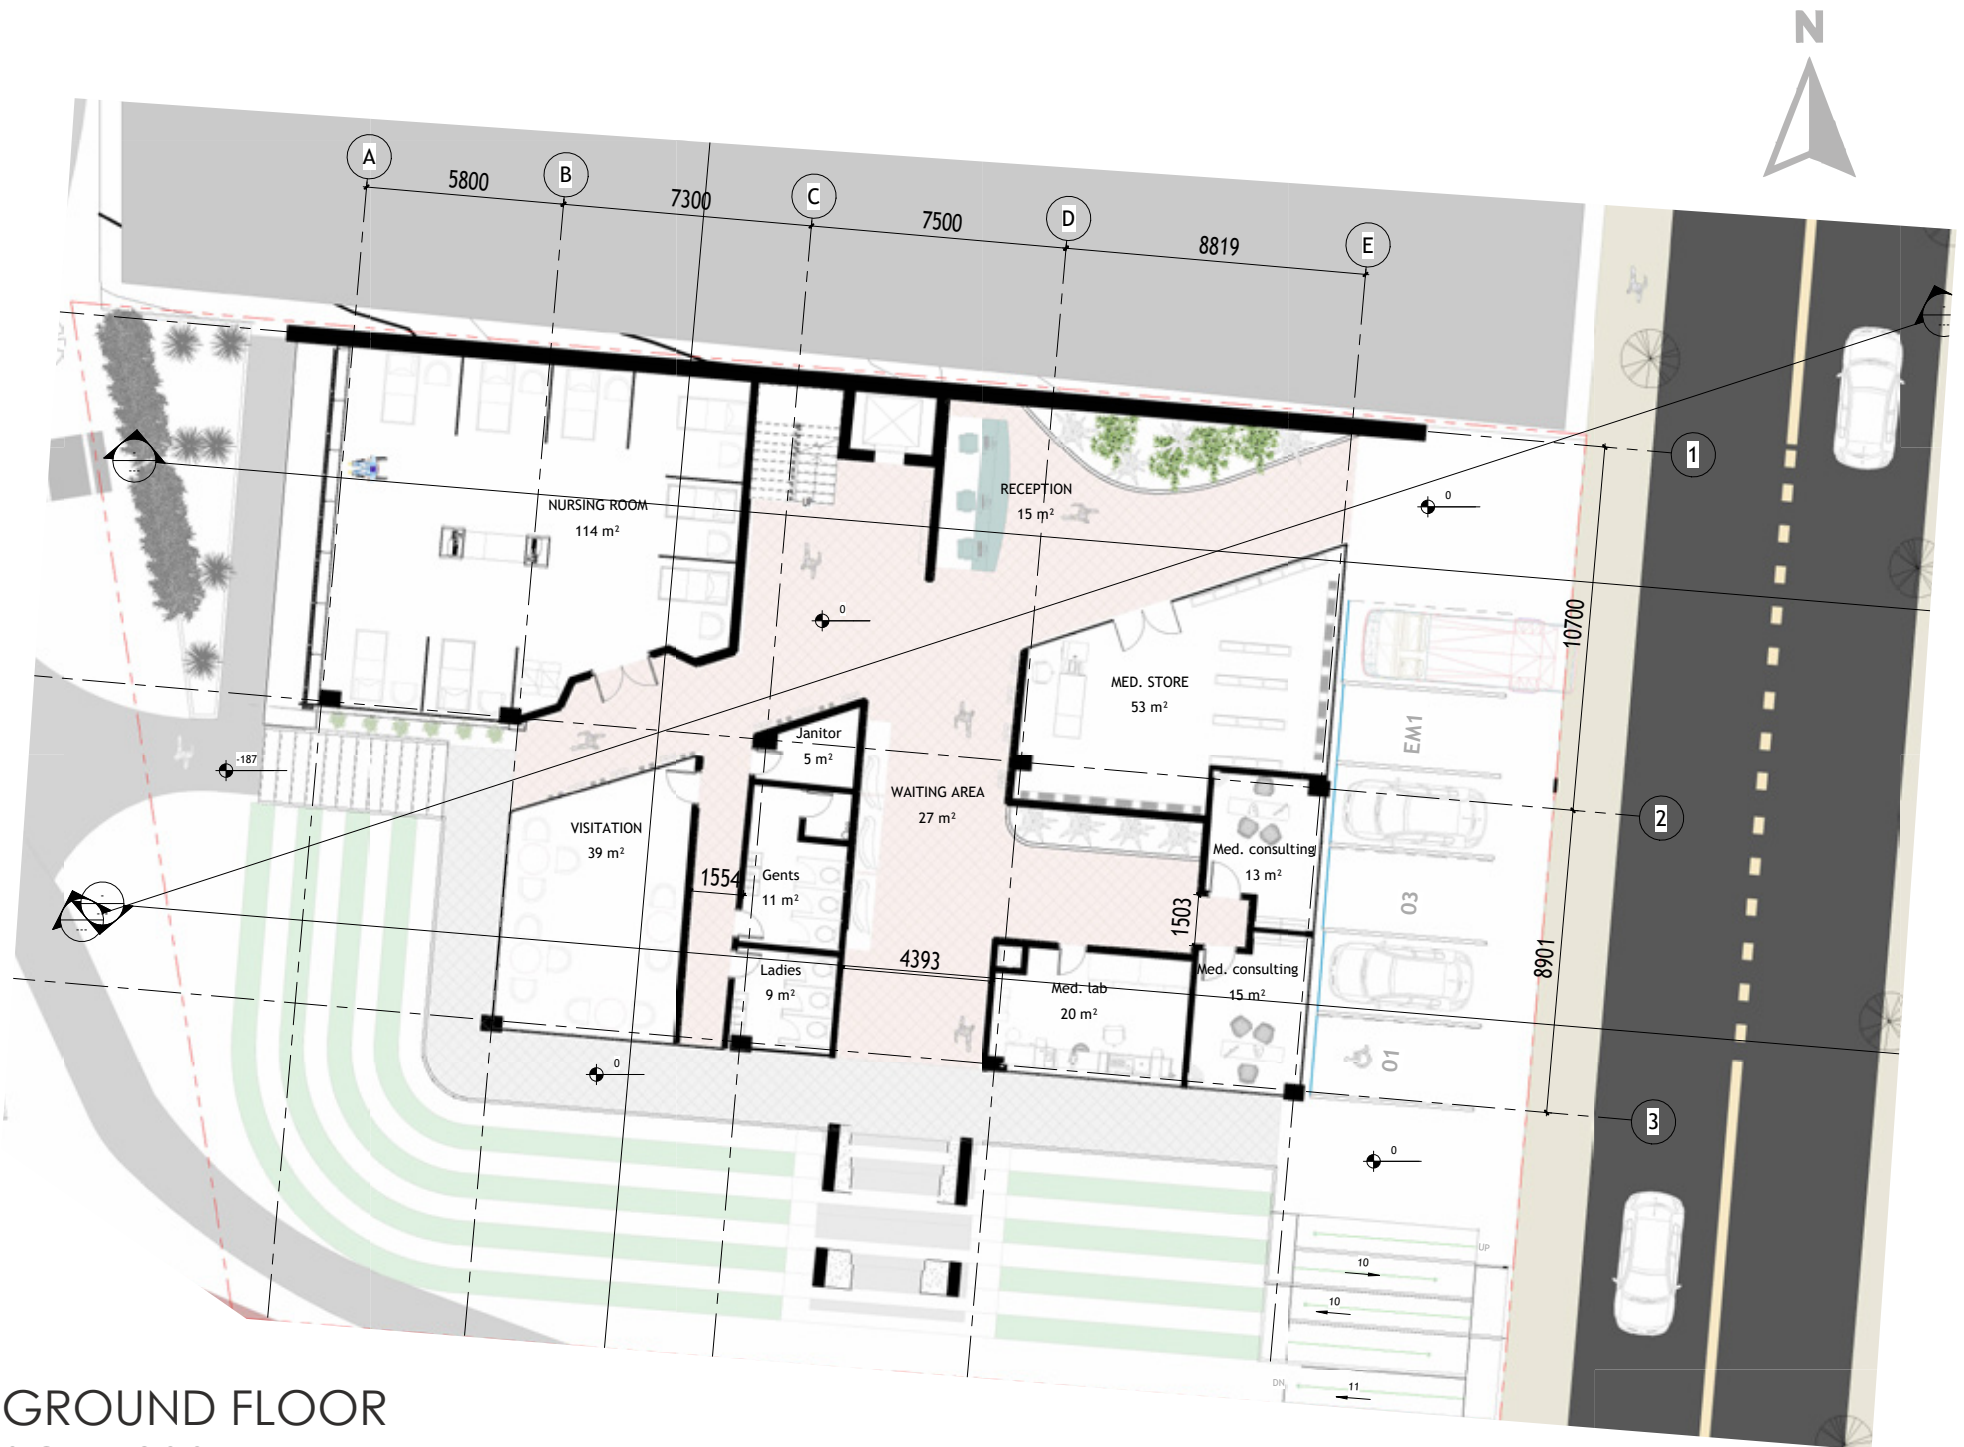 N
A
B
C
D
E
5800
7300
7500
8819
1
NURSING ROOM
114 m²
RECEPTION
15 m²
0
0
10700
MED. STORE
53 m²
EM1
Janitor
5 m²
-187
WAITING AREA
27 m²
2
VISITATION
39 m²
Med. consulting
13 m²
1554
Gents
11 m²
03
1503
4393
8901
Ladies
9 m²
Med. consulting
15 m²
Med. lab
20 m²
01
0
3
0
UP
10
10
DN
11
GROUND FLOOR